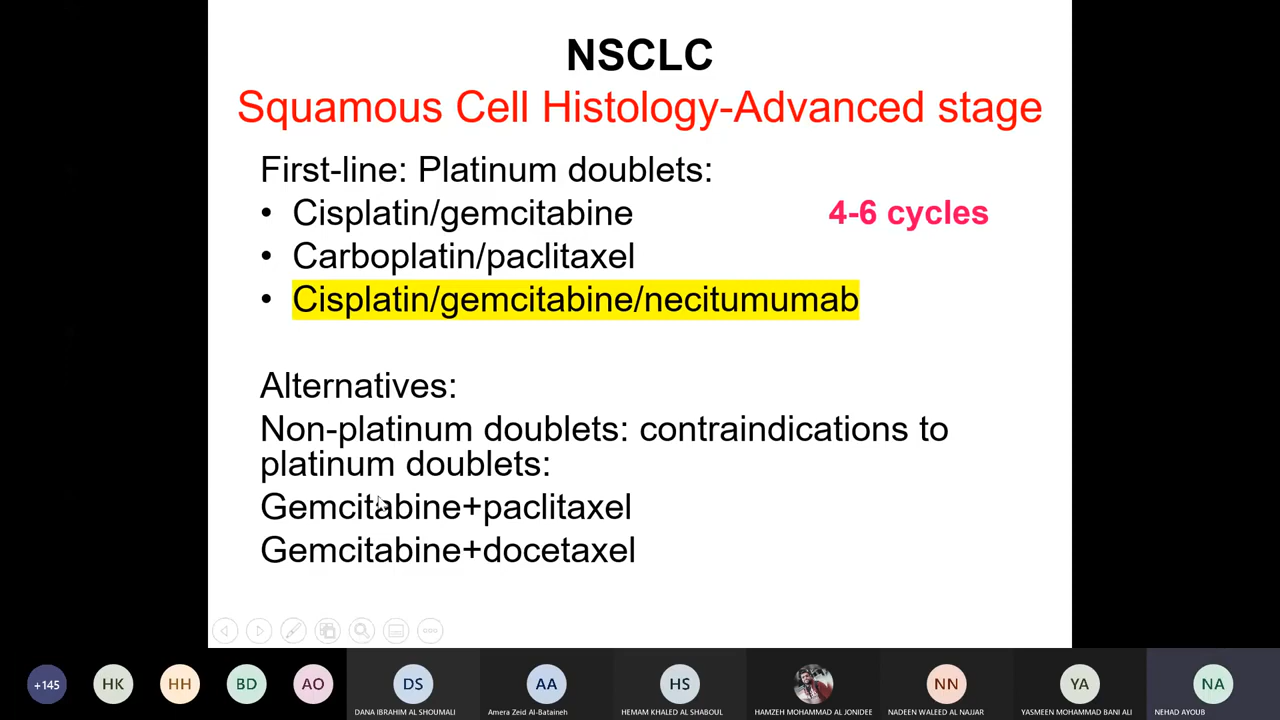 NSCLC
Squamous Cell Histology-Advanced stage
First-line: Platinum doublets:
• Cisplatin/gemcitabine
4-6 cycles
• Carboplatin/paclitaxel
• Cisplatin/gemcitabine/necitumumab
Alternatives:
Non-platinum doublets: contraindications to
platinum doublets:
Gemcitabine+paclitaxel
Gemcitabine+docetaxel
+145
HK
HH
BD
AO
DS
AA
HS
NN
YA
NA
DANA IBRAHIM AL SHOUMALI
Amera Zeid Al-Bataineh
HEMAM KHALED AL SHABOUL
HAMZEH MOHAMMAD AL JONIDEE
NADEEN WALEED AL NAJJAR
YASMEEN MOHAMMAD BANI ALI
NEHAD AYOUB